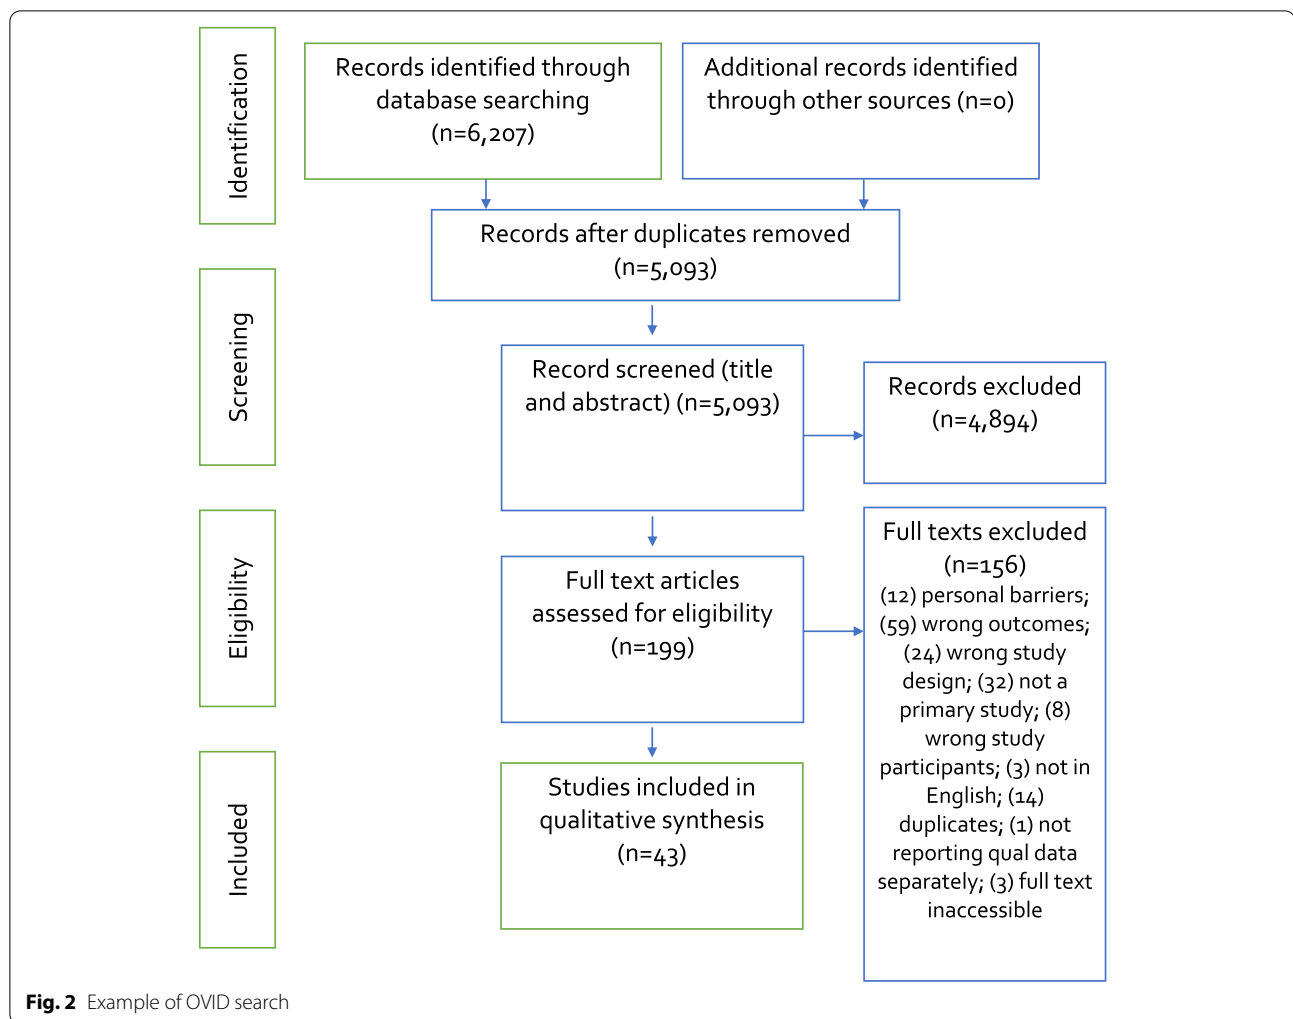 Identification
Records identified through
database searching
(n=6,207)
Additional records identified
through other sources (n=0)
Records after duplicates removed
(n=5,093)
Screening
Record screened (title
and abstract) (n=5,093)
Records excluded
(n=4,894)
Eligibility
Full text articles
assessed for eligibility
(n=199)
Full texts excluded
(n=156)
(12) personal barriers;
(59) wrong outcomes;
(24) wrong study
design; (32) not a
primary study; (8)
wrong study
participants; (3) not in
English; (14)
duplicates; (1) not
reporting qual data
separately; (3) full text
inaccessible
Included
Studies included in
qualitative synthesis
(n=43)
Fig. 2 Example of OVID search